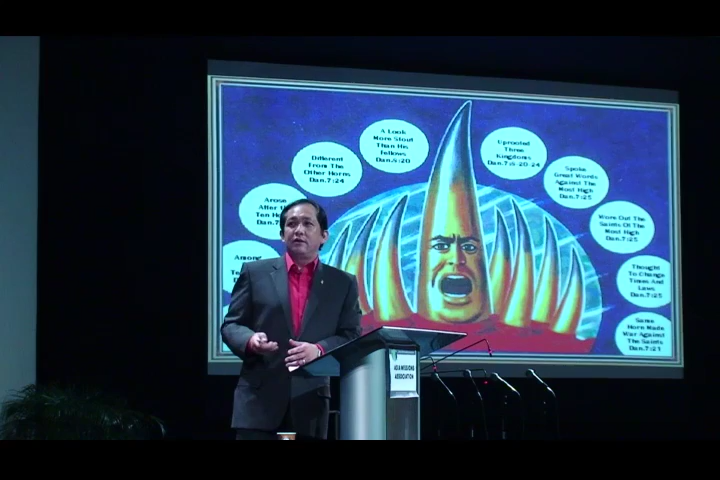 Among
Arose
After
Ten
Dan.7:
Different
From The
Other Horns
Dan.7:24
A Look
More Stout
Than His
Fellows
Dan.
:20
Uprooted
Three
Kingdoms
Dan.7:8-20-24
Spoke
Great Words
Against The
Most High
Dan.7:25
Wore Out The
Saints Of The
Most High
Dan.7:25
Thought
To Change
Times And
Laws
Dan.7:25
Same
Horn Made
War Against
The Saints
Dan.7:21
ASIA MISSIONS
ASSOCIATION